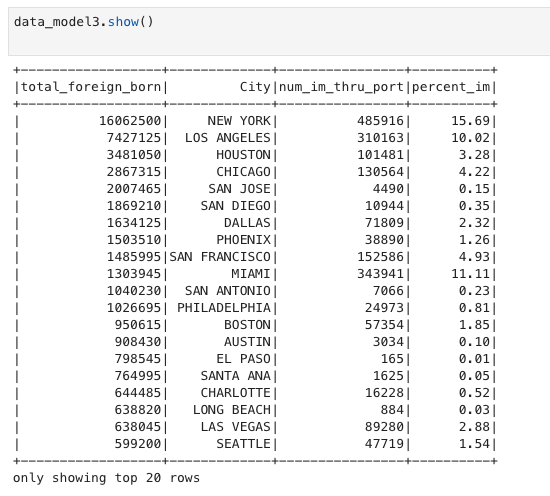 data_model3.show()
+------------------+-------------+---------------+----------+
|total_foreign_born|         City|num_im_thru_port|percent_im|
+------------------+-------------+---------------+----------+
|          16062500|     NEW YORK|          485916|     15.69|
|           7427125|  LOS ANGELES|          310163|     10.02|
|           3481050|      HOUSTON|          101481|      3.28|
|           2867315|      CHICAGO|          130564|      4.22|
|           2007465|     SAN JOSE|            4490|      0.15|
|           1869210|    SAN DIEGO|           10944|      0.35|
|           1634125|       DALLAS|           71809|      2.32|
|           1503510|      PHOENIX|           38890|      1.26|
|           1485995|SAN FRANCISCO|          152586|      4.93|
|           1303945|        MIAMI|          343941|     11.11|
|           1040230|  SAN ANTONIO|            7066|      0.23|
|           1026695| PHILADELPHIA|           24973|      0.81|
|            950615|       BOSTON|           57354|      1.85|
|            908430|       AUSTIN|            3034|      0.10|
|            798545|      EL PASO|             165|      0.01|
|            764995|    SANTA ANA|            1625|      0.05|
|            644485|    CHARLOTTE|           16228|      0.52|
|            638820|   LONG BEACH|             884|      0.03|
|            638045|    LAS VEGAS|           89280|      2.88|
|            599200|      SEATTLE|           47719|      1.54|
+------------------+-------------+---------------+----------+
only showing top 20 rows